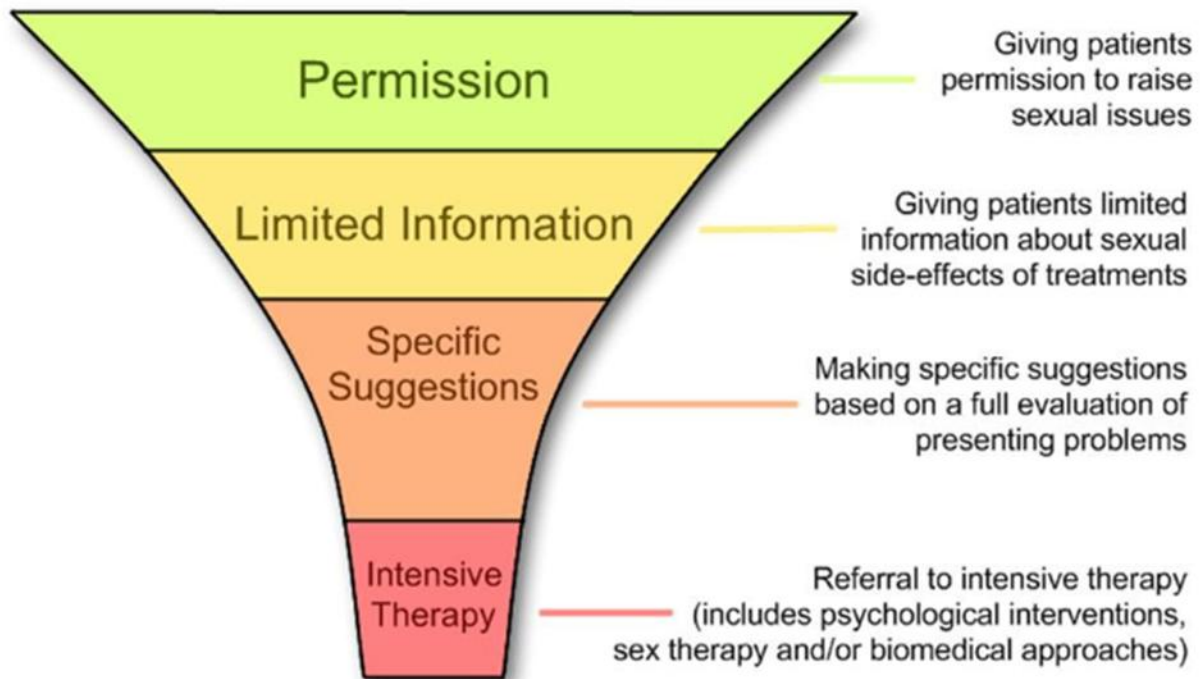 Permission
Giving patients
permission to raise
sexual issues
Limited Information
Giving patients limited
information about sexual
side-effects of treatments
Specific
Suggestions
Making specific suggestions
based on a full evaluation of
presenting problems
Intensive
Therapy
Referral to intensive therapy
(includes psychological interventions,
sex therapy and/or biomedical approaches)